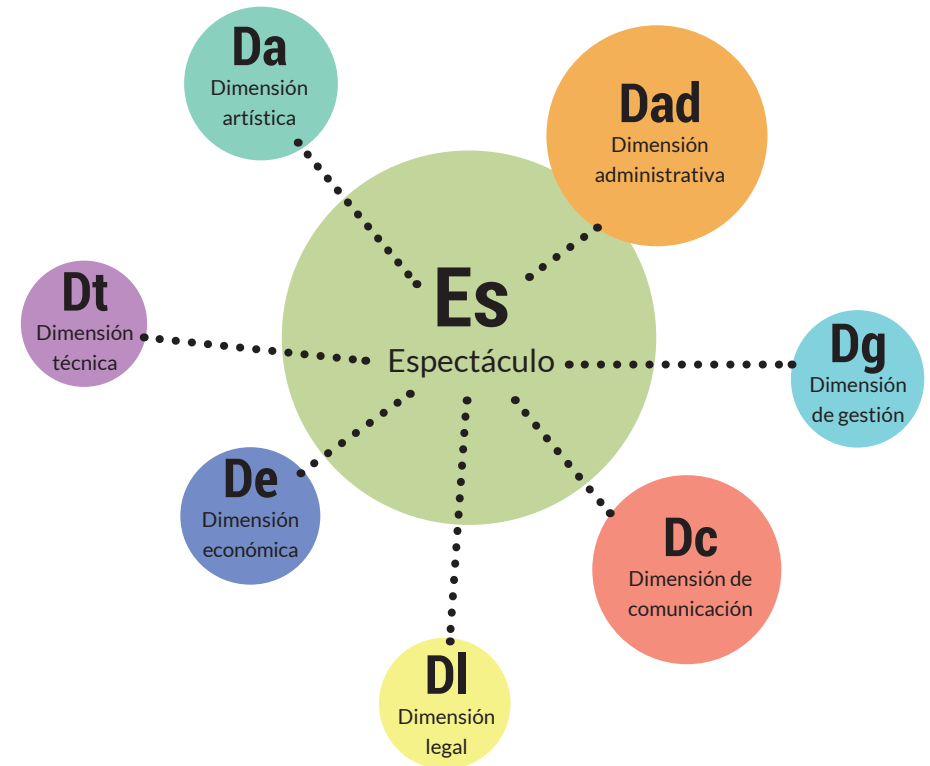 Da
Dimensión
artística
Dad
Dimensión
administrativa
Es
Espectáculo
Dt
Dimensión
técnica
Dg
Dimensión
de gestión
De
Dimensión
económica
Dc
Dimensión de
comunicación
Dl
Dimensión
legal